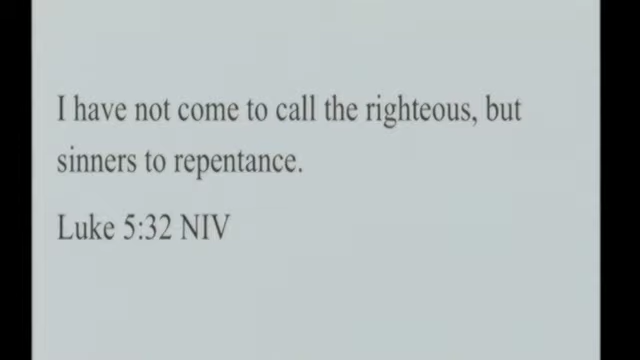 I have not come to call the righteous, but
sinners to repentance.
Luke 5:32 NIV